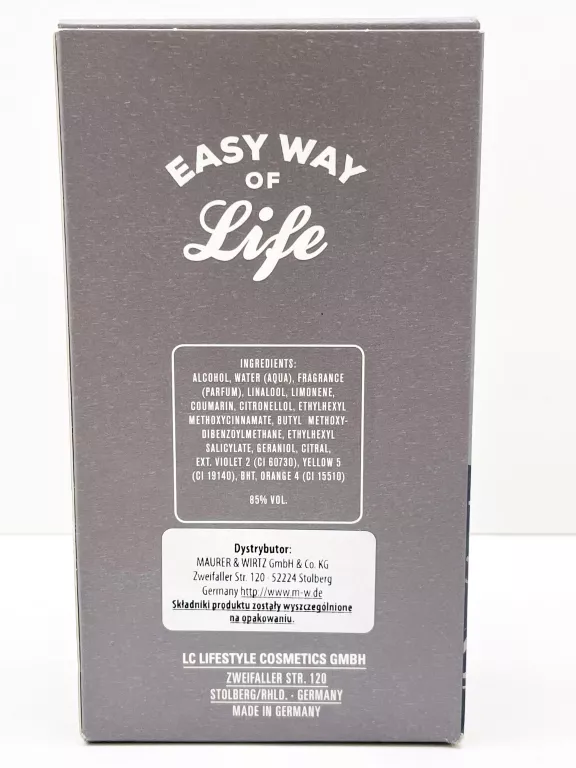 EASY WAY
OF
Life
INGREDIENTS:
ALCOHOL, WATER (AQUA), FRAGRANCE
(PARFUM), LINALOOL, LIMONENE,
COUMARIN, CITRONELLOL, ETHYLHEXYL
METHOXYCINNAMATE, BUTYL METHOXY-
DIBENZOYLMETHANE, ETHYLHEXYL
SALICYLATE, GERANIOL, CITRAL,
EXT. VIOLET 2 (CI 60730), YELLOW 5
(CI 19140), BHT, ORANGE 4 (CI 15510)
85% VOL.
Dystrybutor:
MAURER & WIRTZ GmbH & Co. KG
Zweifaller Str. 120 · 52224 Stolberg
Germany http://www.m-w.de
Składniki produktu zostały wyszczególnione
na opakowaniu.
LC LIFESTYLE COSMETICS GMBH
ZWEIFALLER STR. 120
STOLBERG/RHLD. · GERMANY
MADE IN GERMANY